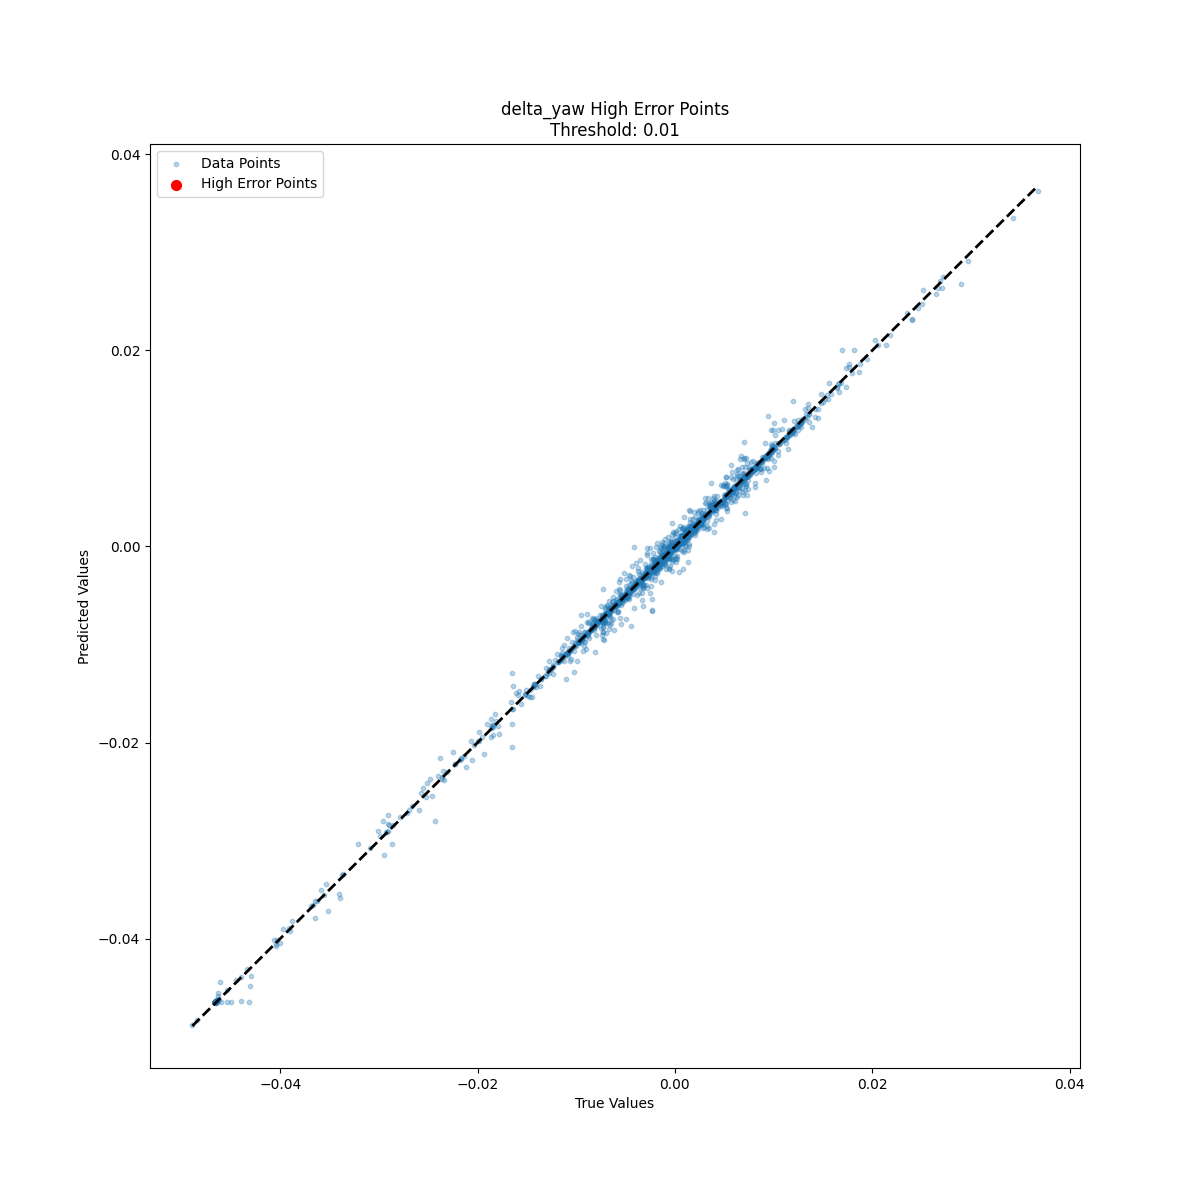 delta_yaw High Error Points
Threshold: 0.01
Data Points
High Error Points
0.04
0.02
0.00
−0.02
−0.04
Predicted Values
−0.04
−0.02
0.00
0.02
0.04
True Values